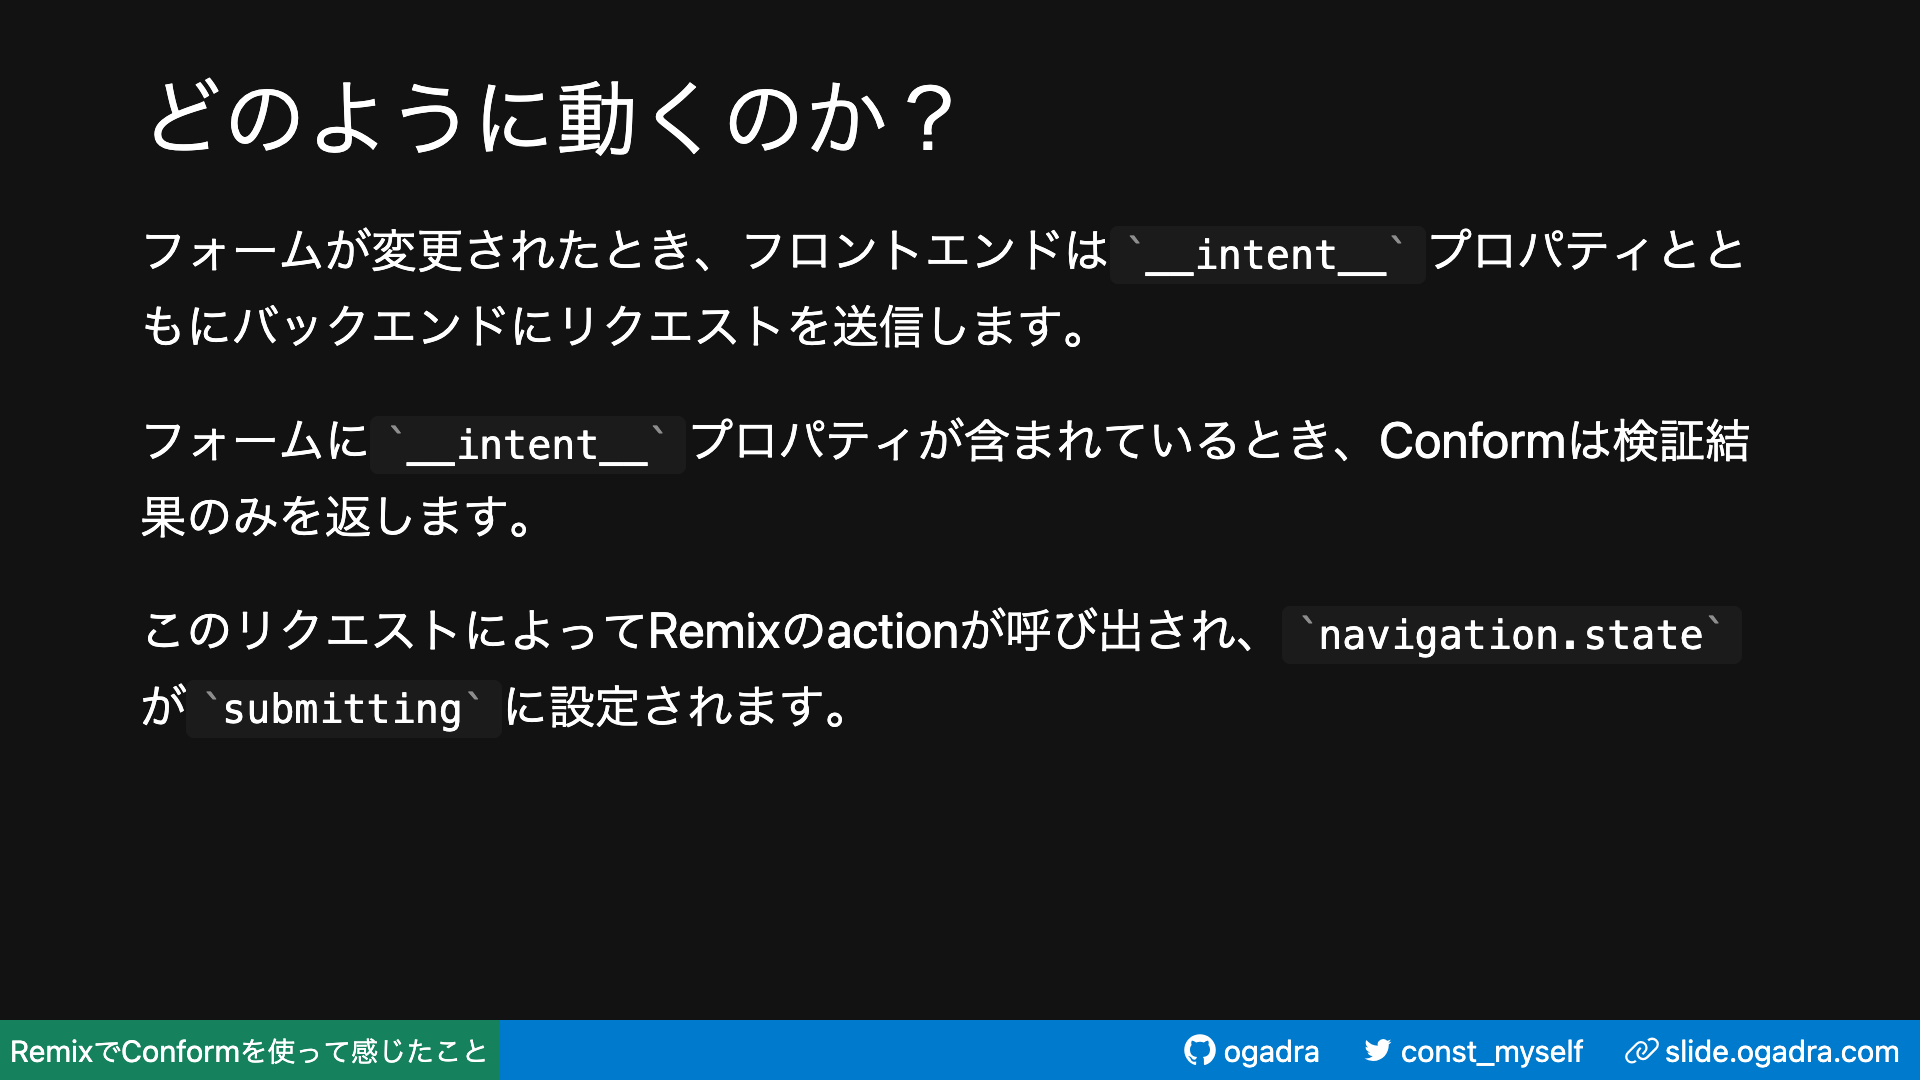 どのように動くのか？
フォームが変更されたとき、フロントエンドは`__intent__`プロパティとと
もにバックエンドにリクエストを送信します。
フォームに`__intent__`プロパティが含まれているとき、Conformは検証結
果のみを返します。
このリクエストによってRemixのactionが呼び出され、`navigation.state`
が`submitting`に設定されます。
RemixでConformを使って感じたこと
ogadra
const_myself
slide.ogadra.com